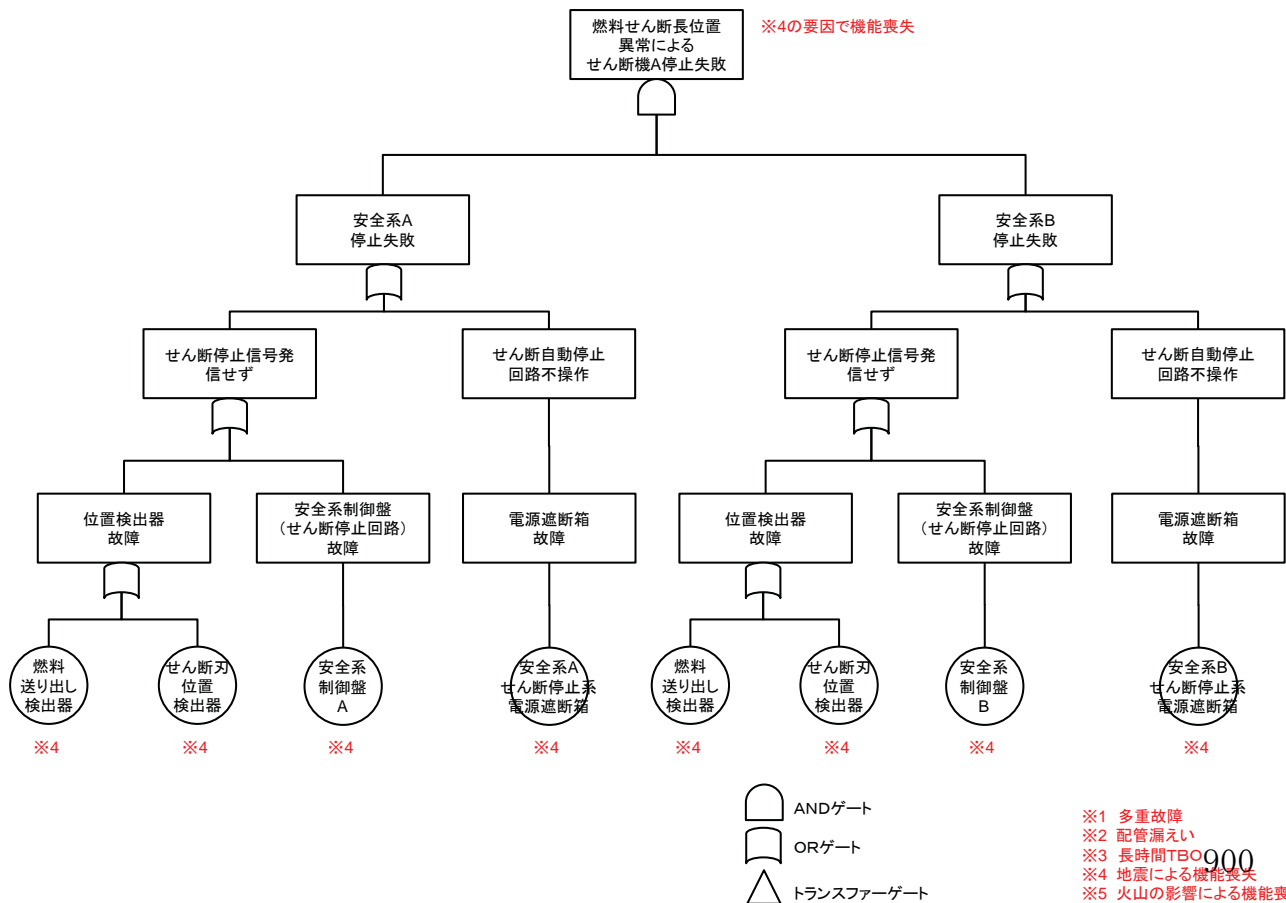 燃料せん断長位置
異常による
せん断機A停止失敗
※4の要因で機能喪失
安全系A
停止失敗
安全系B
停止失敗
せん断停止信号発
信せず
せん断自動停止
回路不操作
せん断停止信号発
信せず
せん断自動停止
回路不操作
位置検出器
故障
安全系制御盤
（せん断停止回路）
故障
電源遮断箱
故障
位置検出器
故障
安全系制御盤
（せん断停止回路）
故障
電源遮断箱
故障
燃料
送り出し
検出器
せん断刃
位置
検出器
安全系
制御盤
A
安全系A
せん断停止系
電源遮断箱
燃料
送り出し
検出器
せん断刃
位置
検出器
安全系
制御盤
B
安全系B
せん断停止系
電源遮断箱
※4
※4
※4
※4
※4
※4
※4
※4
ANDゲート
ORゲート
トランスファーゲート
※1 多重故障
※2 配管漏えい
※3 長時間TBO
※4 地震による機能喪失
※5 火山の影響による機能喪
900